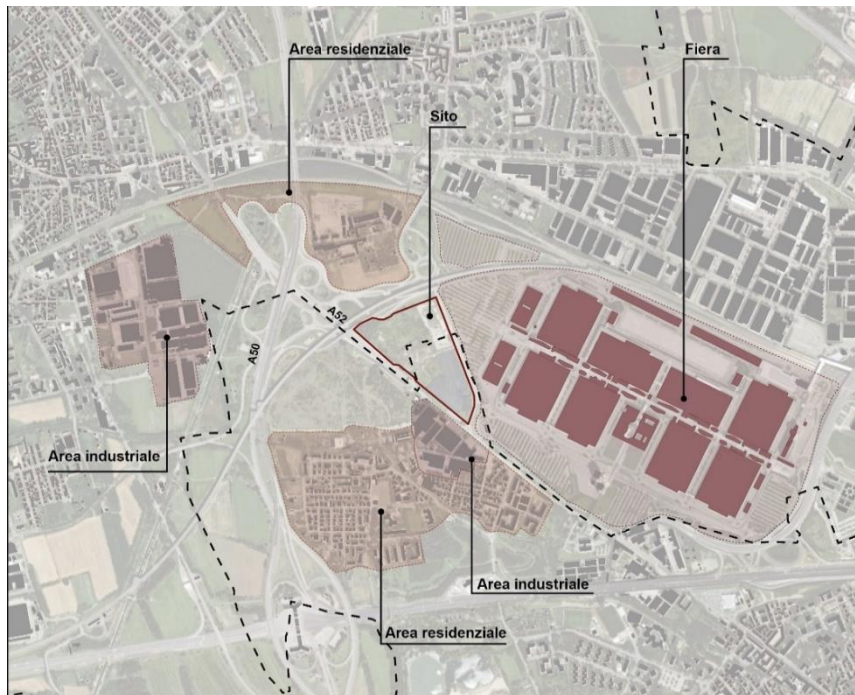 Area residenziale
Fiera
Sito
A52
A50
Area industriale
Area industriale
Area residenziale